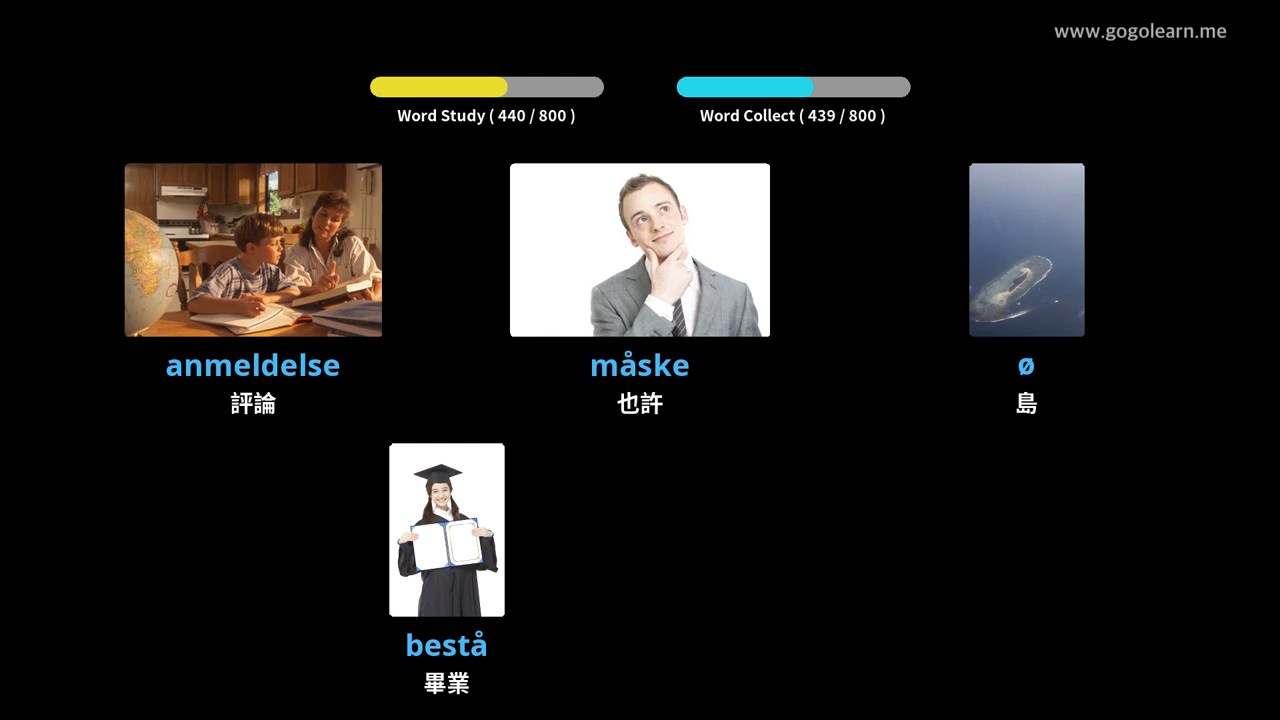 www.gogolearn.me
Word Study ( 440 / 800 )
Word Collect ( 439 / 800 )
anmeldelse
評論
måske
也許
ø
島
bestå
畢業